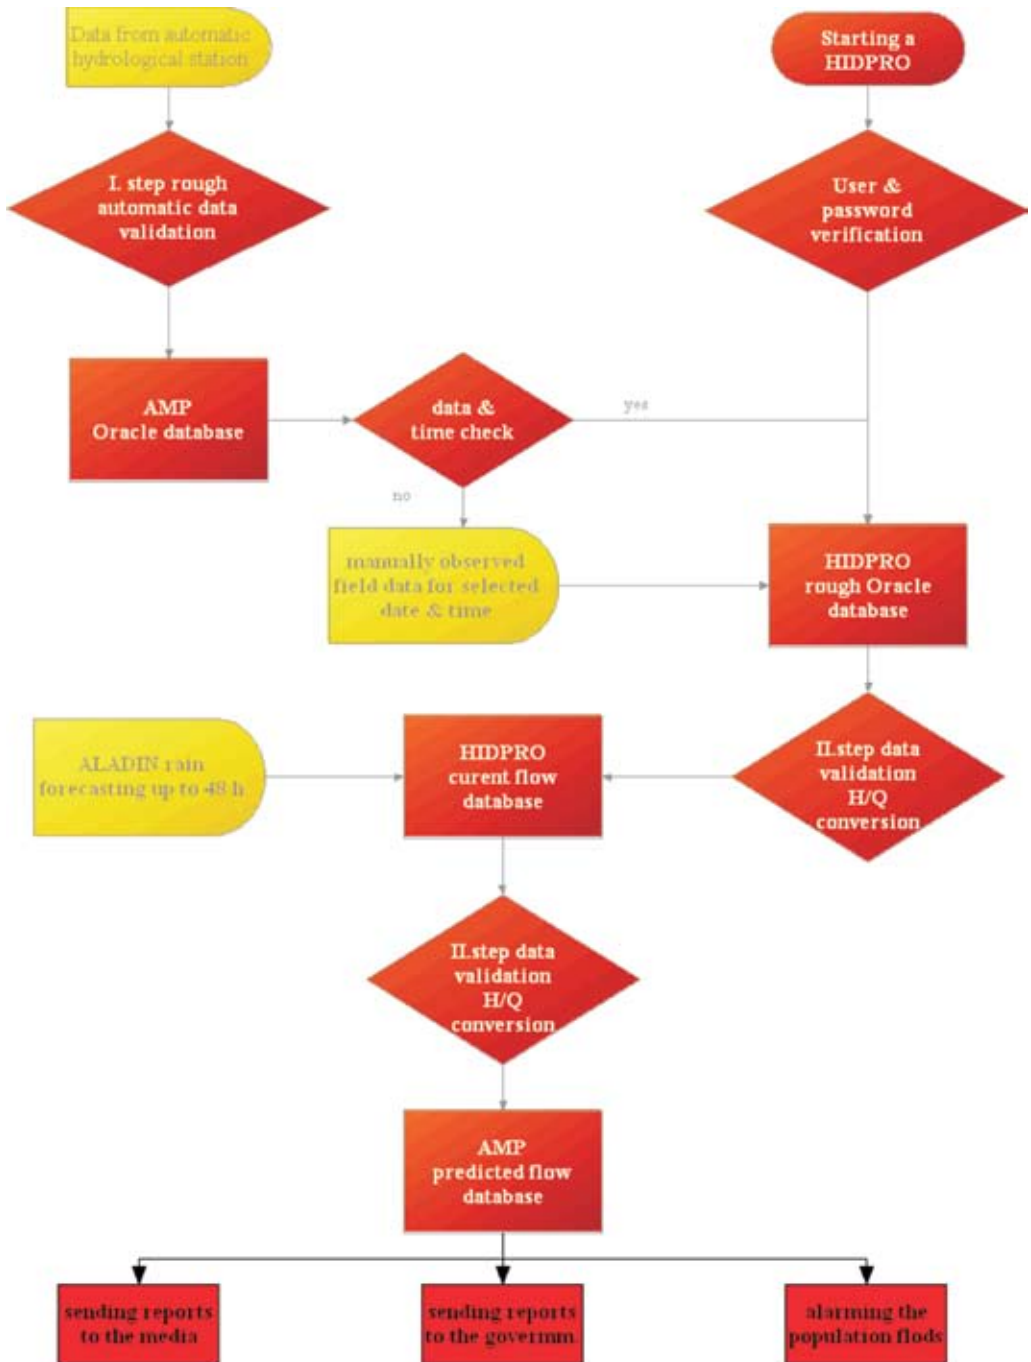 Data from automatic
hydrological station
Starting a
HIDPRO
I. step rough
automatic data
validation
User &
password
verification
AMP
Oracle database
data &
time check
yes
no
manually observed
field data for selected
date & time
HIDPRO
rough Oracle
database
ALADIN rain
forecasting up to 48 h
HIDPRO
curent flow
database
II.step data
validation
H/Q
conversion
II.step data
validation
H/Q
conversion
AMP
predicted flow
database
sending reports
to the media
sending reports
to the governm.
alarming the
population flods